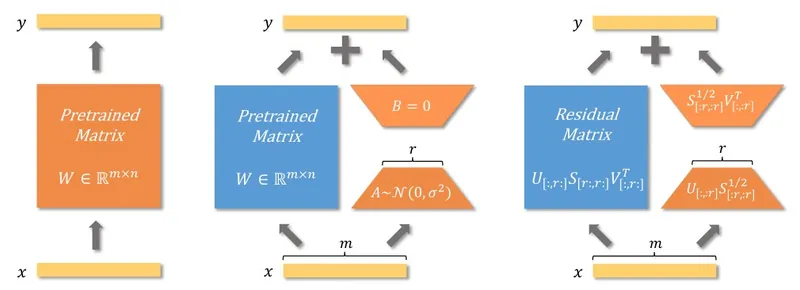 y
Pretrained
Matrix
W ∈ ℝ^{m×n}
x
y
Pretrained
Matrix
W ∈ ℝ^{m×n}
B = 0
r
A~𝒩(0, σ²)
m
x
y
Residual
Matrix
U_{[:,r:]}S_{[r:,r:]}V^T_{[:,r:]}
S^{1/2}_{[:r,:r]}V^T_{[:,:r]}
r
U_{[:,:r]}S^{1/2}_{[:r,:r]}
m
x